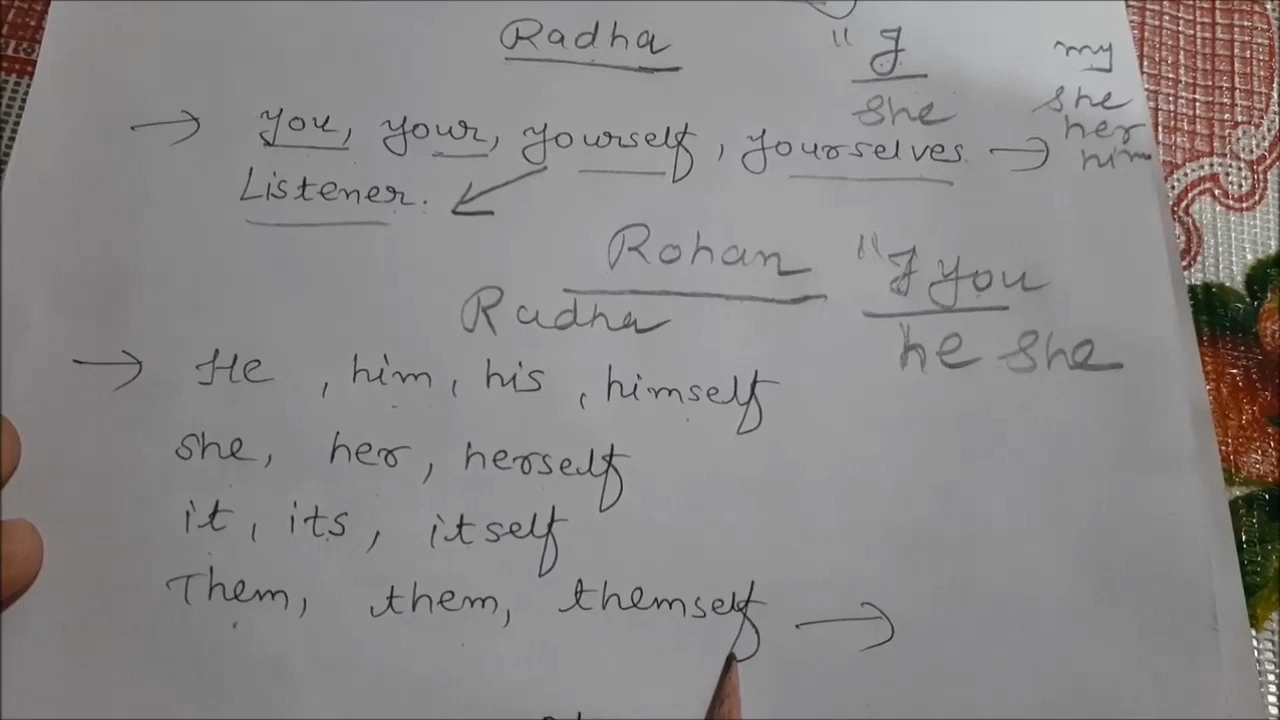 Radha "I my
she she
her
→ you, your, yourself, yourselves → him
Listener.
Rohan "I you
Radha he she
→ He, him, his, himself
she, her, herself
it, its, itself
Them, them, themself →